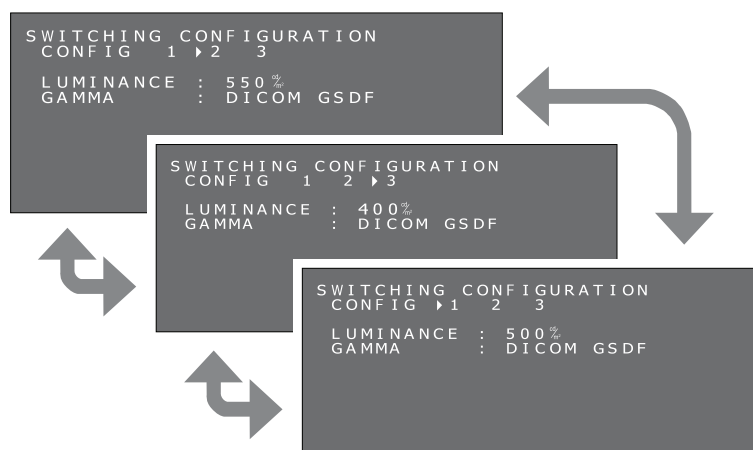 SWITCHING CONFIGURATION
CONFIG 1 ▸2 3
LUMINANCE : 550 cd/m²
GAMMA : DICOM GSDF
SWITCHING CONFIGURATION
CONFIG 1 2 ▸3
LUMINANCE : 400 cd/m²
GAMMA : DICOM GSDF
SWITCHING CONFIGURATION
CONFIG ▸1 2 3
LUMINANCE : 500 cd/m²
GAMMA : DICOM GSDF